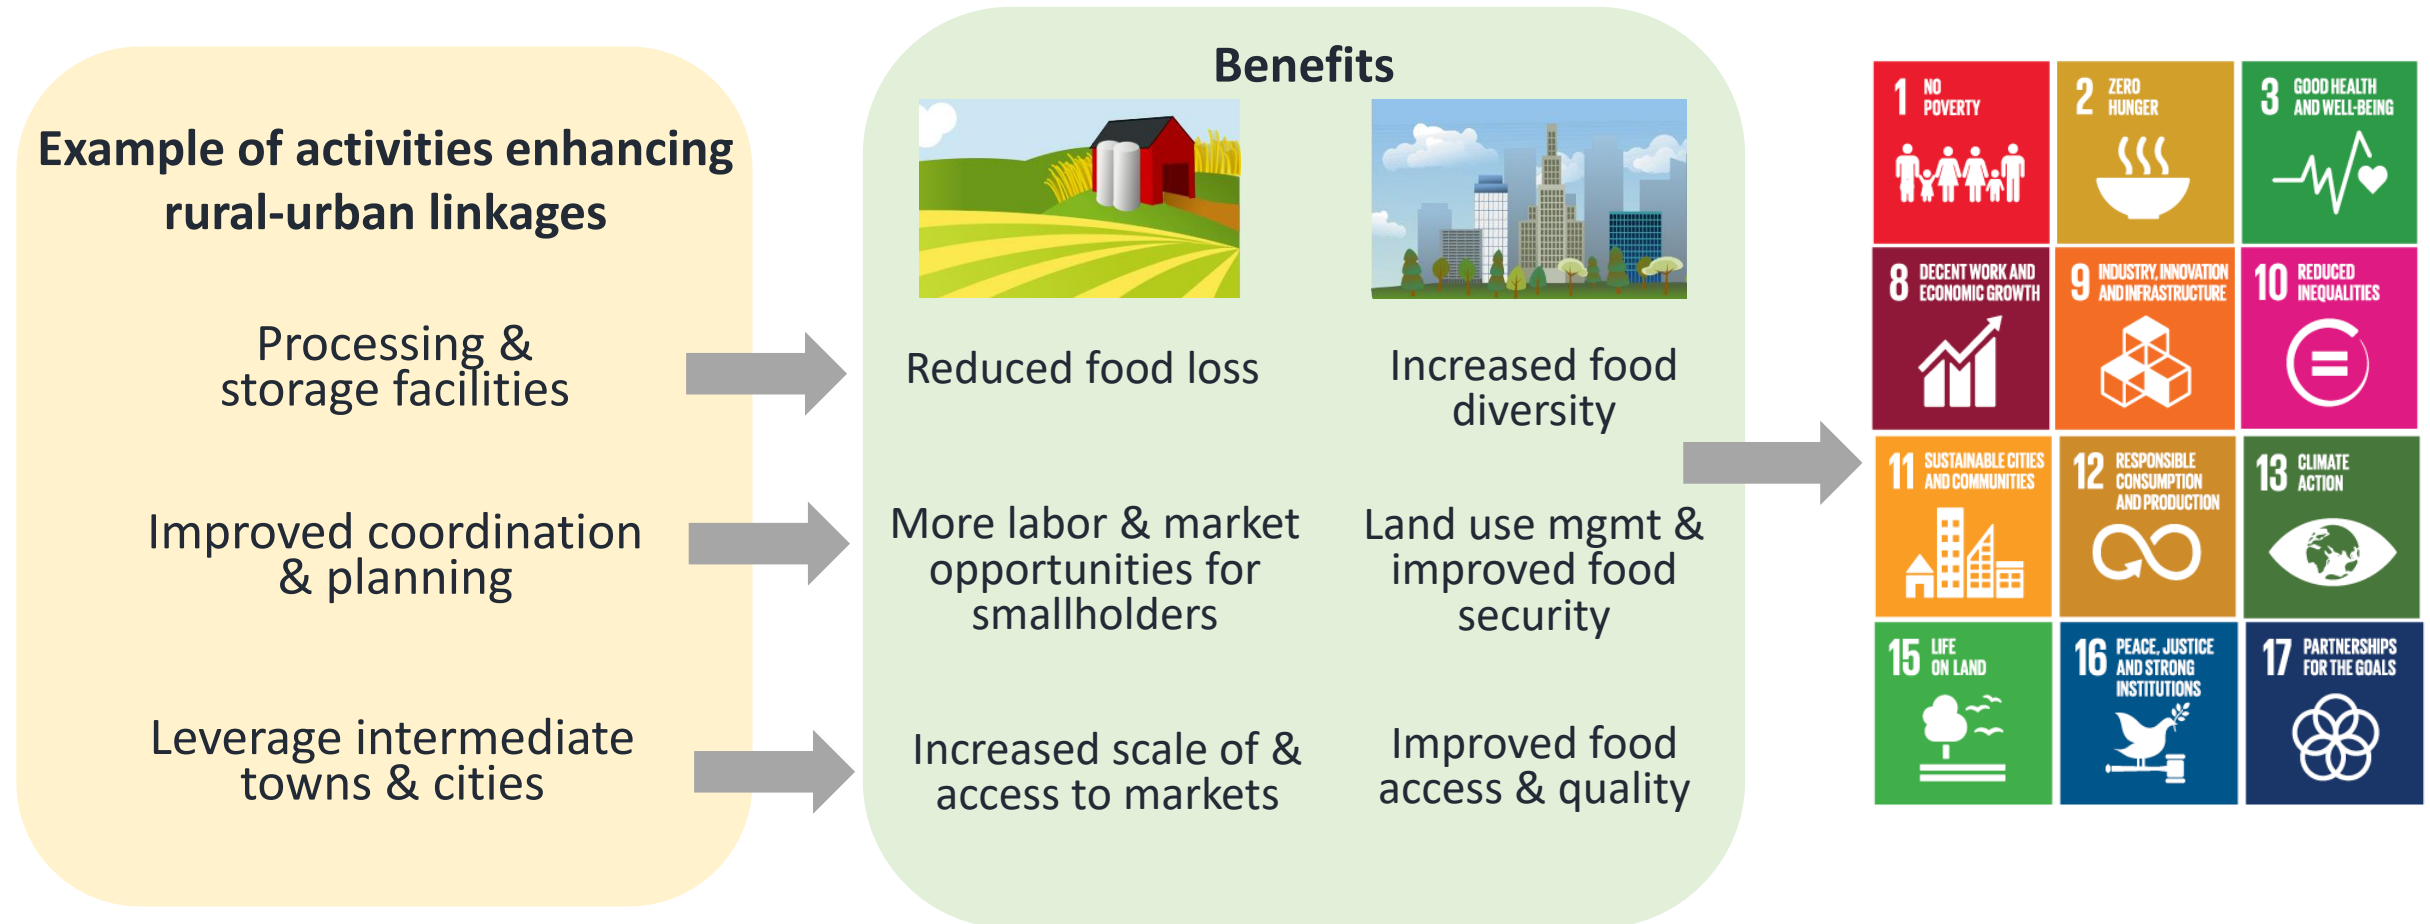 Example of activities enhancing
rural-urban linkages
Processing &
storage facilities
Improved coordination
& planning
Leverage intermediate
towns & cities
Benefits
Reduced food loss
Increased food
diversity
More labor & market
opportunities for
smallholders
Land use mgmt &
improved food
security
Increased scale of &
access to markets
Improved food
access & quality
1 NO
POVERTY
2 ZERO
HUNGER
3 GOOD HEALTH
AND WELL-BEING
8 DECENT WORK AND
ECONOMIC GROWTH
9 INDUSTRY, INNOVATION
AND INFRASTRUCTURE
10 REDUCED
INEQUALITIES
11 SUSTAINABLE CITIES
AND COMMUNITIES
12 RESPONSIBLE
CONSUMPTION
AND PRODUCTION
13 CLIMATE
ACTION
15 LIFE
ON LAND
16 PEACE, JUSTICE
AND STRONG
INSTITUTIONS
17 PARTNERSHIPS
FOR THE GOALS